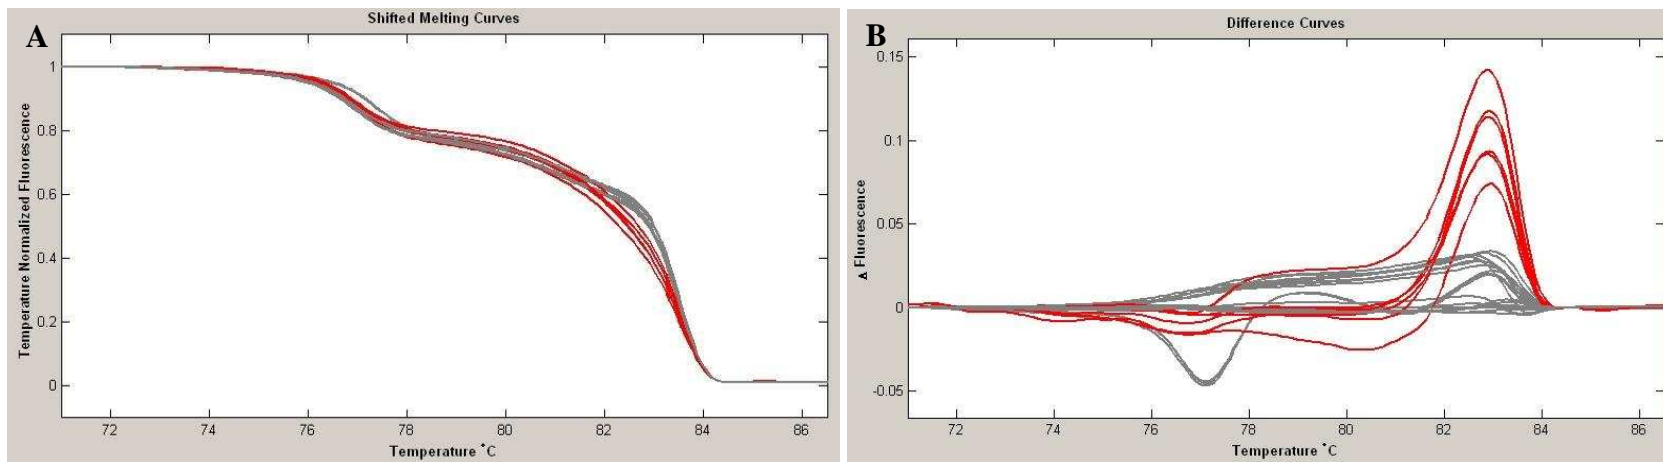 A
Shifted Melting Curves
Temperature Normalized Fluorescence
1
0.8
0.6
0.4
0.2
0
72 74 76 78 80 82 84 86
Temperature °C
B
Difference Curves
Δ Fluorescence
0.15
0.1
0.05
0
-0.05
72 74 76 78 80 82 84 86
Temperature °C